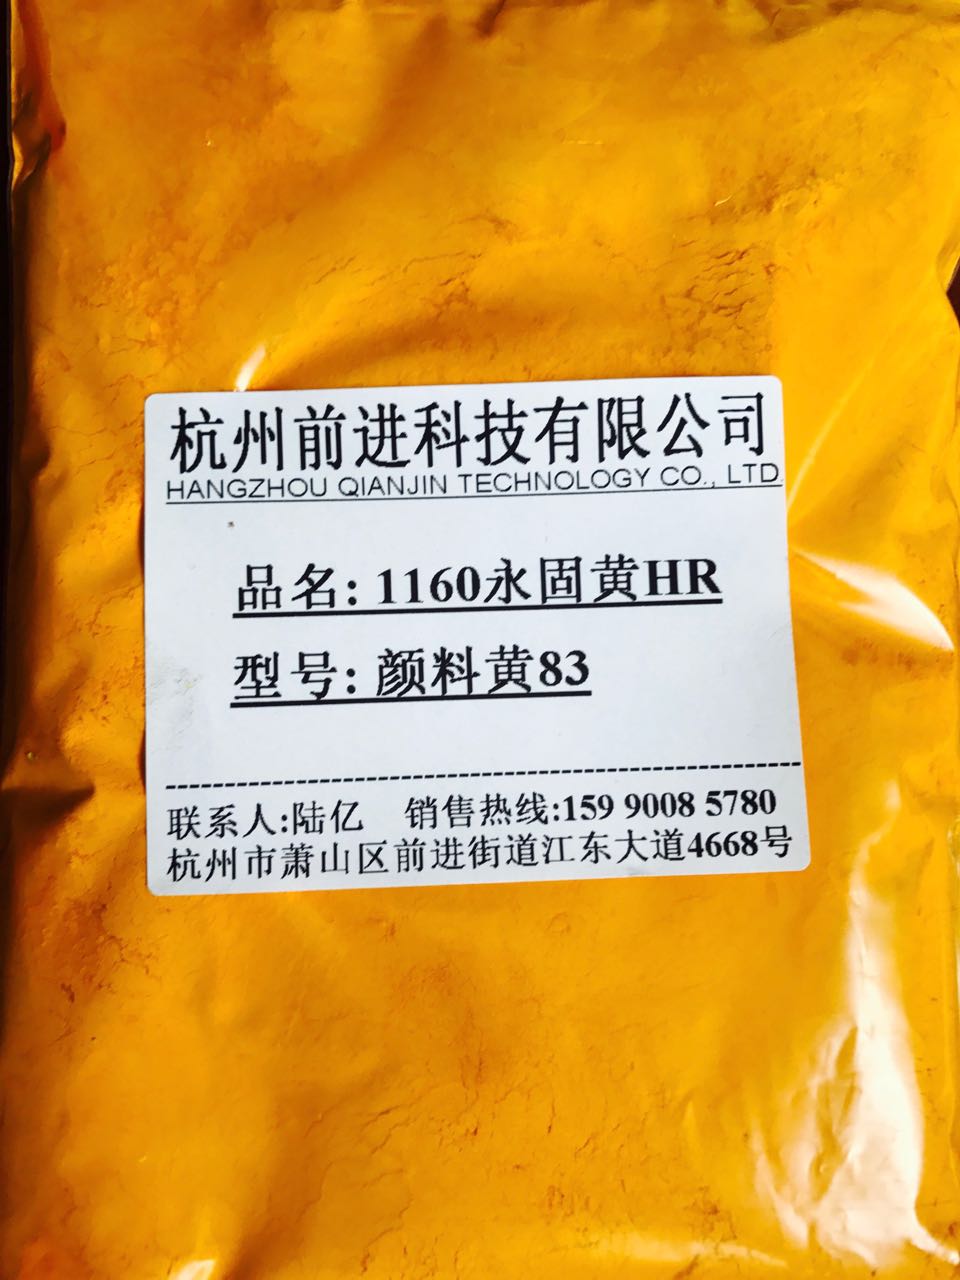 杭州前进科技有限公司
HANGZHOU QIANJIN TECHNOLOGY CO., LTD.
品名: 1160永固黄HR
型号: 颜料黄83
联系人:陆亿 销售热线:159 9008 5780
杭州市萧山区前进街道江东大道4668号